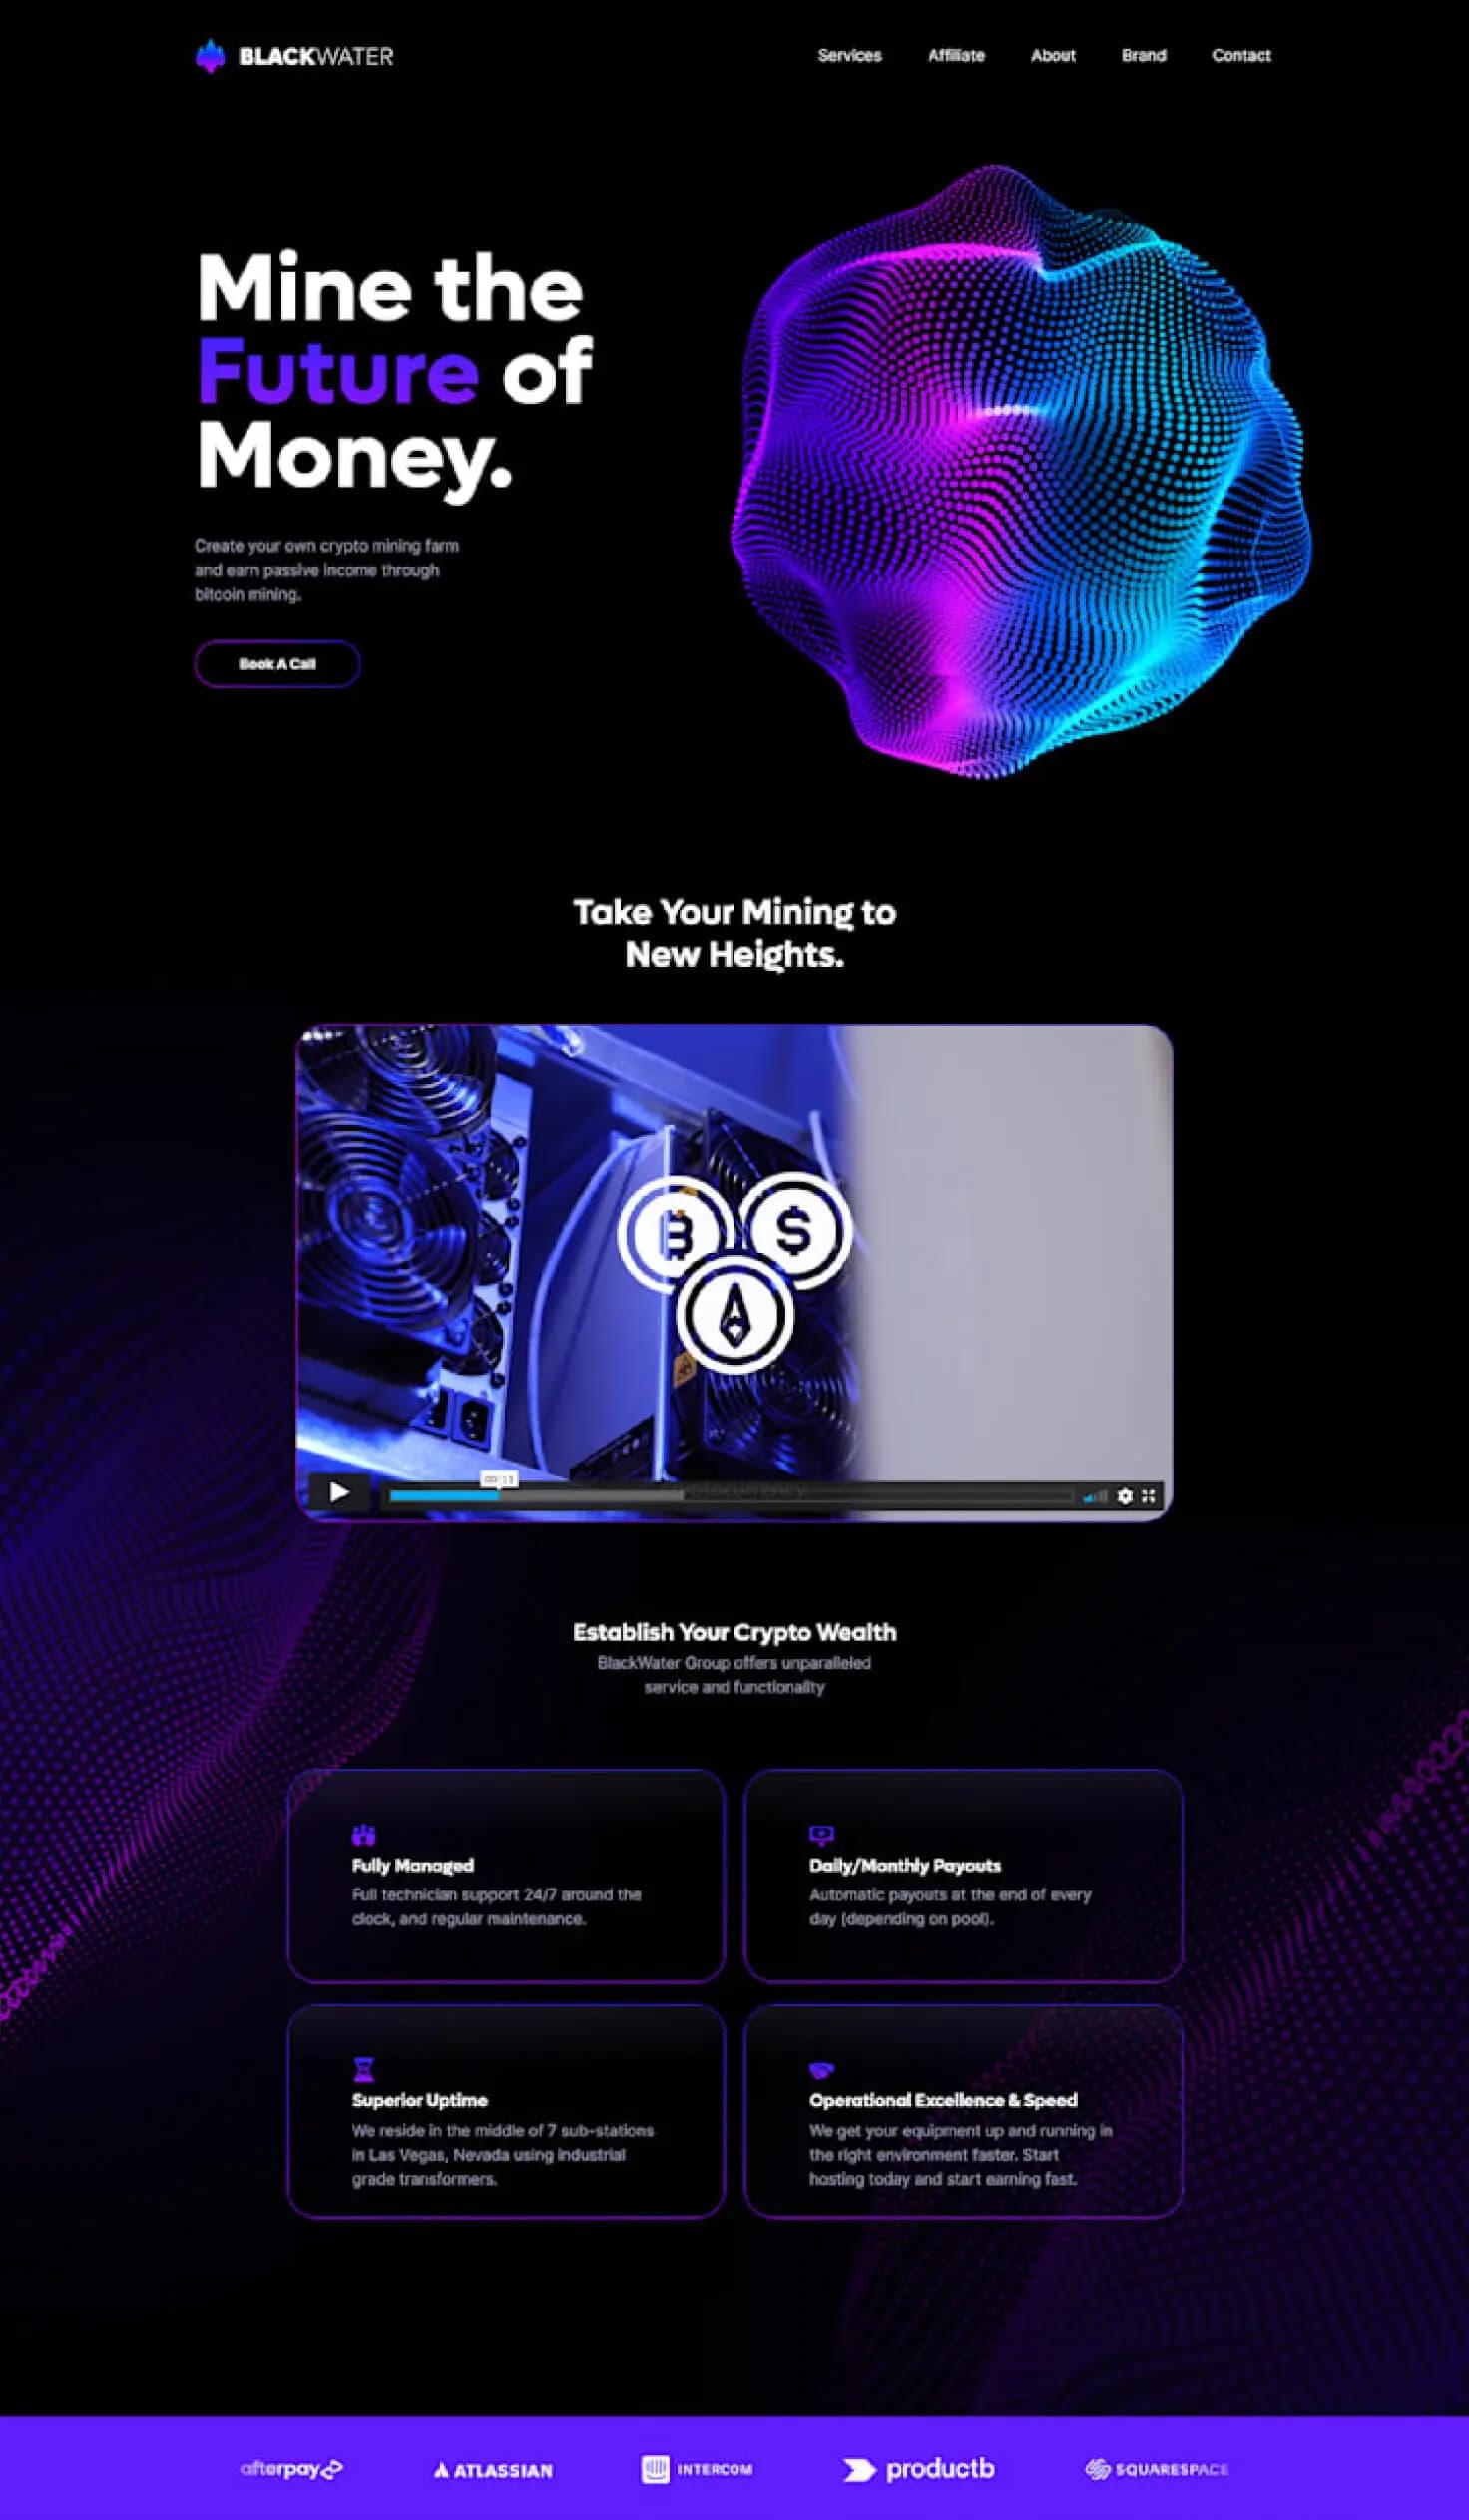 BLACKWATER
Services Affiliate About Brand Contact
Mine the
Future of
Money.
Create your own crypto mining farm
and earn passive income through
bitcoin mining.
Book A Call
Take Your Mining to
New Heights.
Establish Your Crypto Wealth
BlackWater Group offers unparalleled
service and functionality
Fully Managed
Full technician support 24/7 around the
clock, and regular maintenance.
Daily/Monthly Payouts
Automatic payouts at the end of every
day (depending on pool).
Superior Uptime
We reside in the middle of 7 sub-stations
in Las Vegas, Nevada using industrial
grade transformers.
Operational Excellence & Speed
We get your equipment up and running in
the right environment faster. Start
hosting today and start earning fast.
afterpay ATLASSIAN INTERCOM productb SQUARESPACE